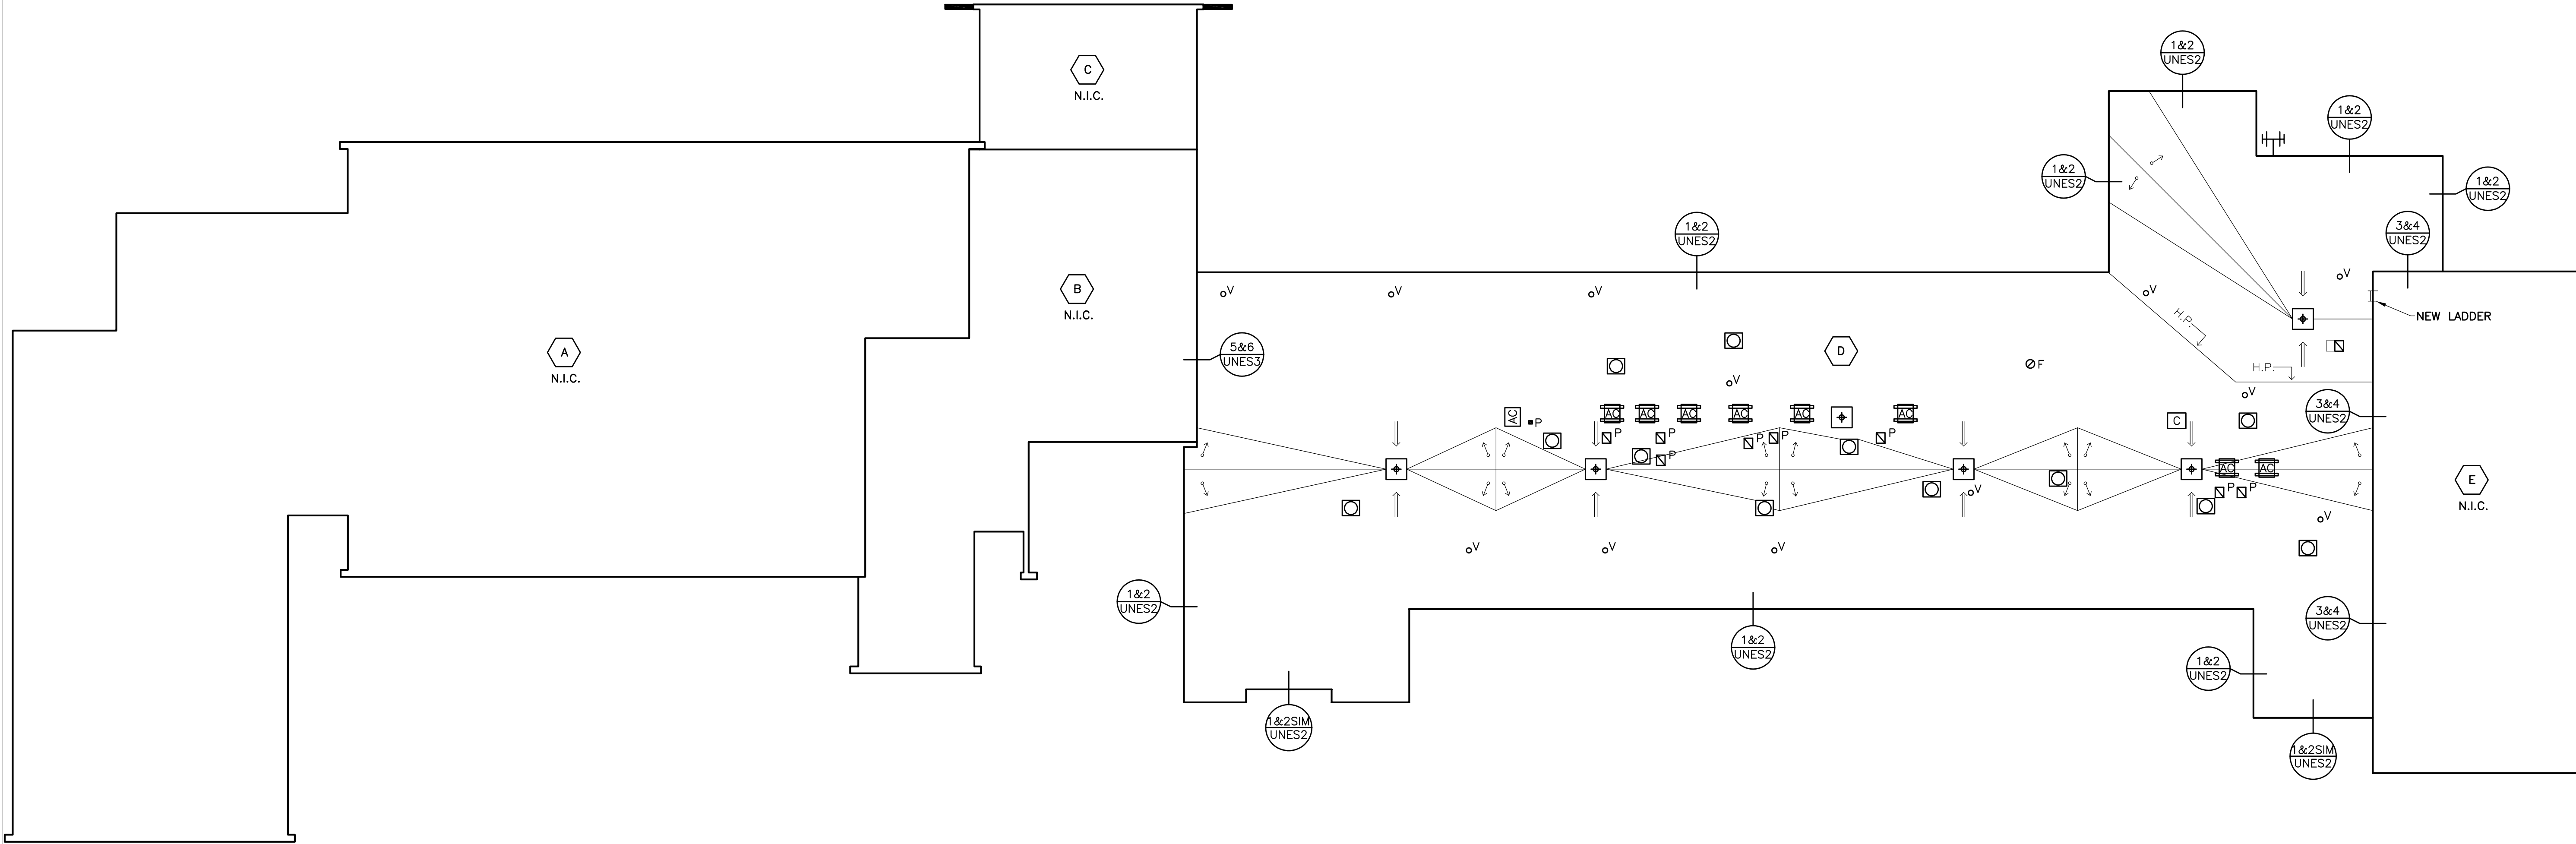 C
N.I.C.
1&2
UNES2
1&2
UNES2
1&2
UNES2
1&2
UNES2
3&4
UNES2
1&2
UNES2
B
N.I.C.
A
N.I.C.
5&6
UNES3
V
V
V
V
V
H.P.
NEW LADDER
D
F
H.P.
V
V
3&4
UNES2
AC
P
AC
AC
AC
AC
AC
AC
C
P
P
P
P
P
P
AC
AC
P
P
V
V
E
N.I.C.
V
V
V
1&2
UNES2
3&4
UNES2
1&2
UNES2
1&2
UNES2
1&2SIM
UNES2
1&2SIM
UNES2